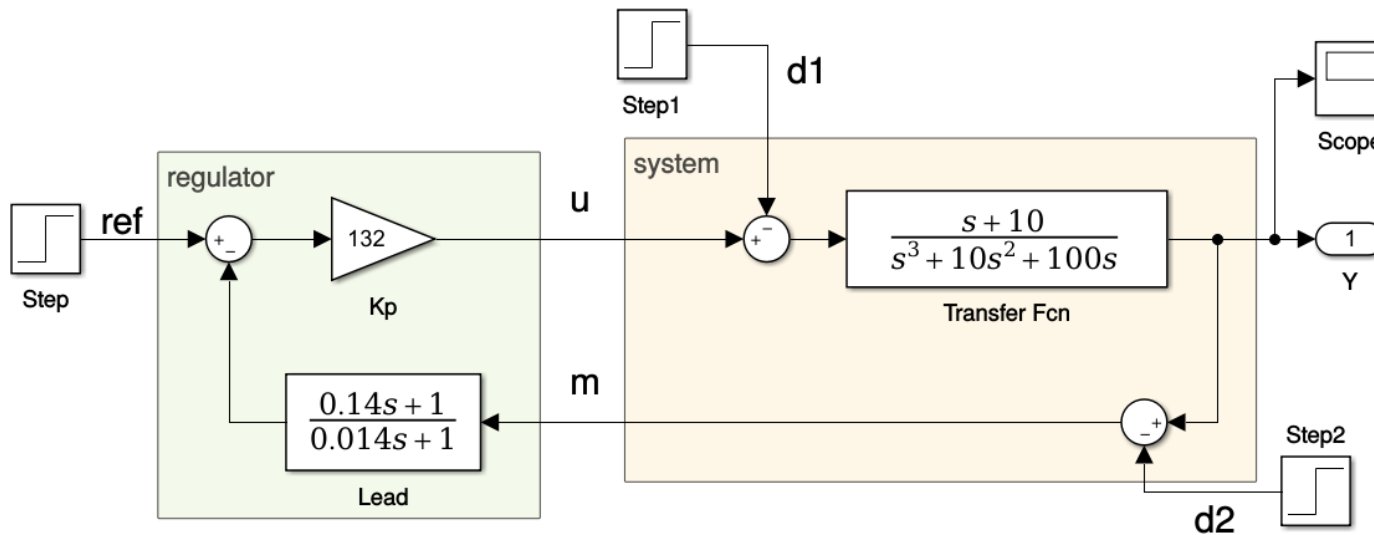 Step1
d1
Scope
regulator
system
ref
+
−
132
u
+
−
s + 10
s³ + 10s² + 100s
1
Y
Step
Kp
Transfer Fcn
m
0.14s + 1
0.014s + 1
−
+
Step2
Lead
d2